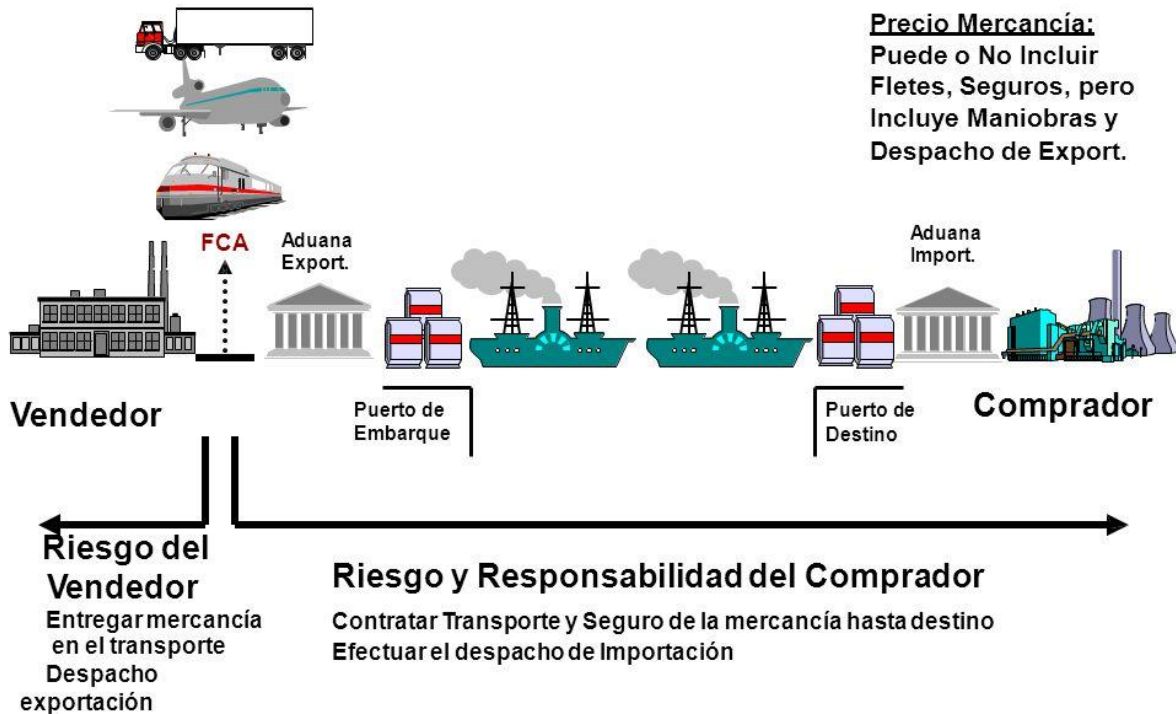 Precio Mercancía:
Puede o No Incluir
Fletes, Seguros, pero
Incluye Maniobras y
Despacho de Export.
FCA
Aduana
Export.
Aduana
Import.
Vendedor
Puerto de
Embarque
Puerto de
Destino
Comprador
Riesgo del
Vendedor
Entregar mercancía
en el transporte
Despacho
exportación
Riesgo y Responsabilidad del Comprador
Contratar Transporte y Seguro de la mercancía hasta destino
Efectuar el despacho de Importación